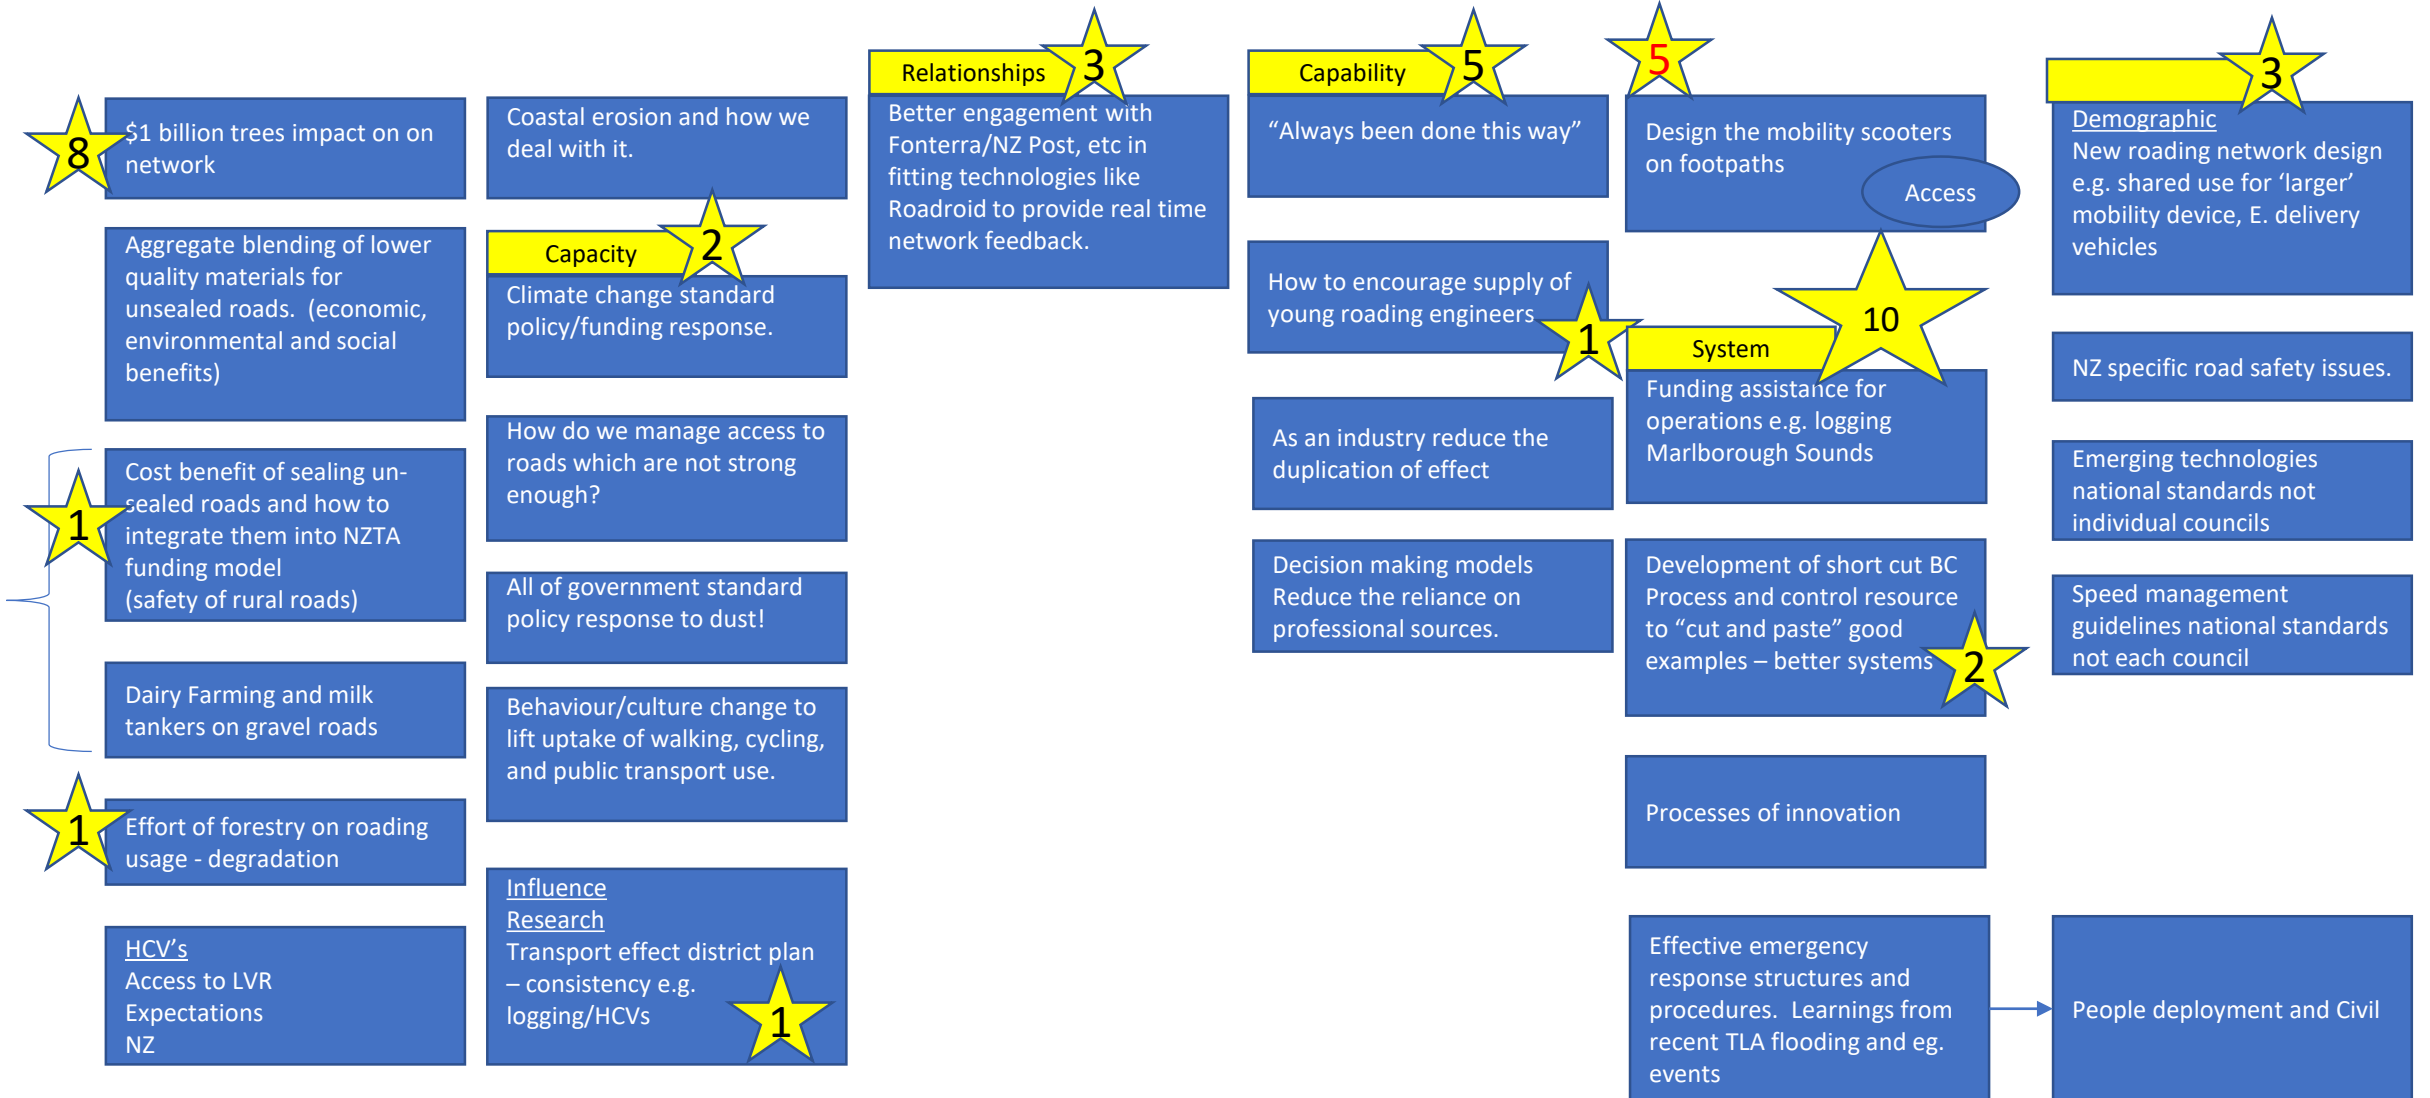 8
$1 billion trees impact on on
network
Aggregate blending of lower
quality materials for
unsealed roads.  (economic,
environmental and social
benefits)
1
Cost benefit of sealing un-
sealed roads and how to
integrate them into NZTA
funding model
(safety of rural roads)
Dairy Farming and milk
tankers on gravel roads
1
Effort of forestry on roading
usage - degradation
HCV's
Access to LVR
Expectations
NZ
Coastal erosion and how we
deal with it.
Capacity
2
Climate change standard
policy/funding response.
How do we manage access to
roads which are not strong
enough?
All of government standard
policy response to dust!
Behaviour/culture change to
lift uptake of walking, cycling,
and public transport use.
Influence
Research
Transport effect district plan
– consistency e.g.
logging/HCVs
1
Relationships
3
Better engagement with
Fonterra/NZ Post, etc in
fitting technologies like
Roadroid to provide real time
network feedback.
Capability
5
“Always been done this way”
How to encourage supply of
young roading engineers
1
As an industry reduce the
duplication of effect
Decision making models
Reduce the reliance on
professional sources.
5
Design the mobility scooters
on footpaths
Access
System
10
Funding assistance for
operations e.g. logging
Marlborough Sounds
Development of short cut BC
Process and control resource
to “cut and paste” good
examples – better systems
2
Processes of innovation
Effective emergency
response structures and
procedures.  Learnings from
recent TLA flooding and eg.
events
3
Demographic
New roading network design
e.g. shared use for ‘larger’
mobility device, E. delivery
vehicles
NZ specific road safety issues.
Emerging technologies
national standards not
individual councils
Speed management
guidelines national standards
not each council
People deployment and Civil